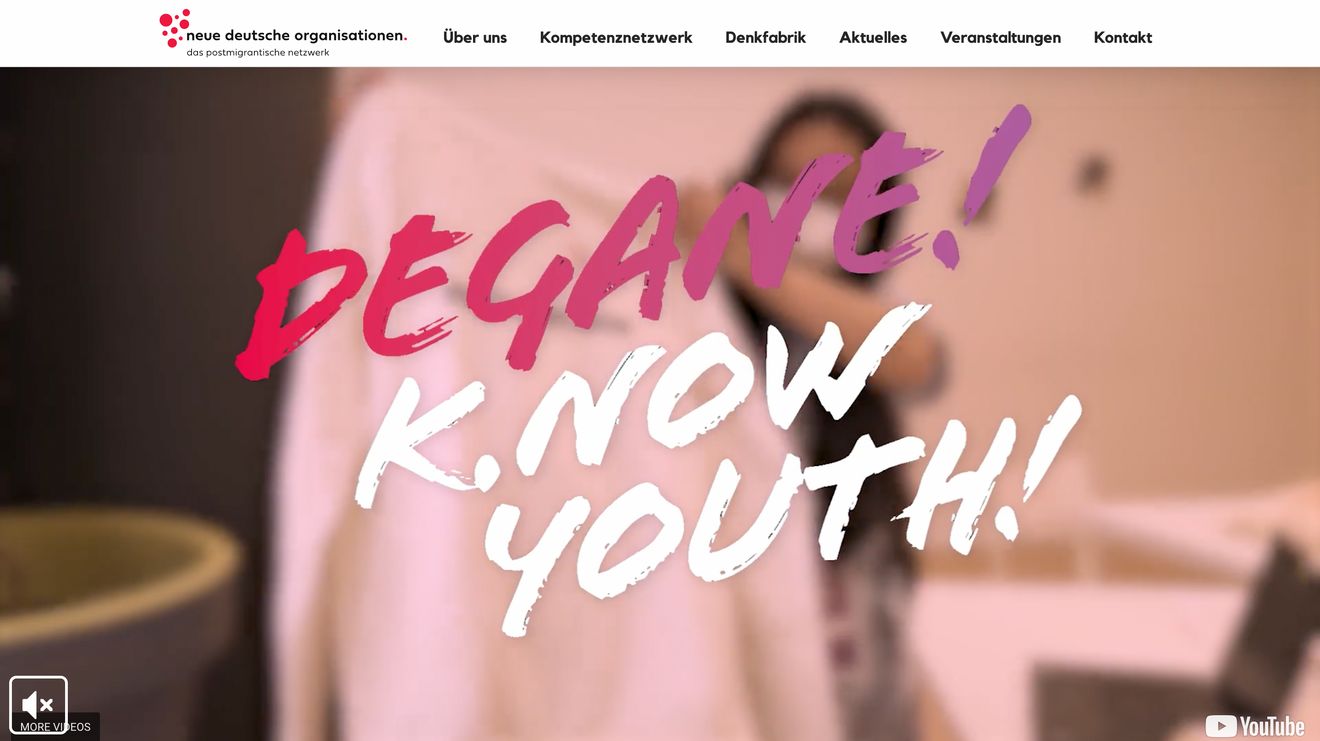 neue deutsche organisationen.
das postmigrantische netzwerk
Über uns Kompetenznetzwerk Denkfabrik Aktuelles Veranstaltungen Kontakt
DEGANE!
K.NOW
YOUTH!
MORE VIDEOS
YouTube